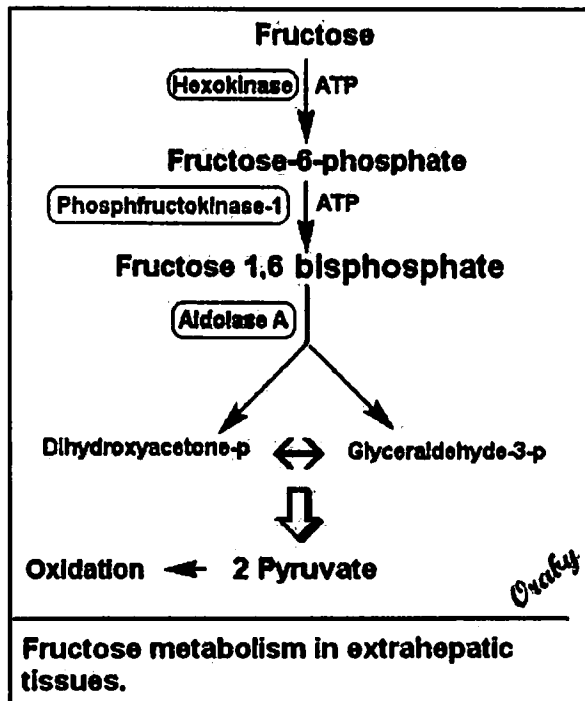 Fructose
Hexokinase ATP
Fructose-6-phosphate
Phosphfructokinase-1 ATP
Fructose 1,6 bisphosphate
Aldolase A
Dihydroxyacetone-p Glyceraldehyde-3-p
Oxidation 2 Pyruvate
Oraby
Fructose metabolism in extrahepatic
tissues.